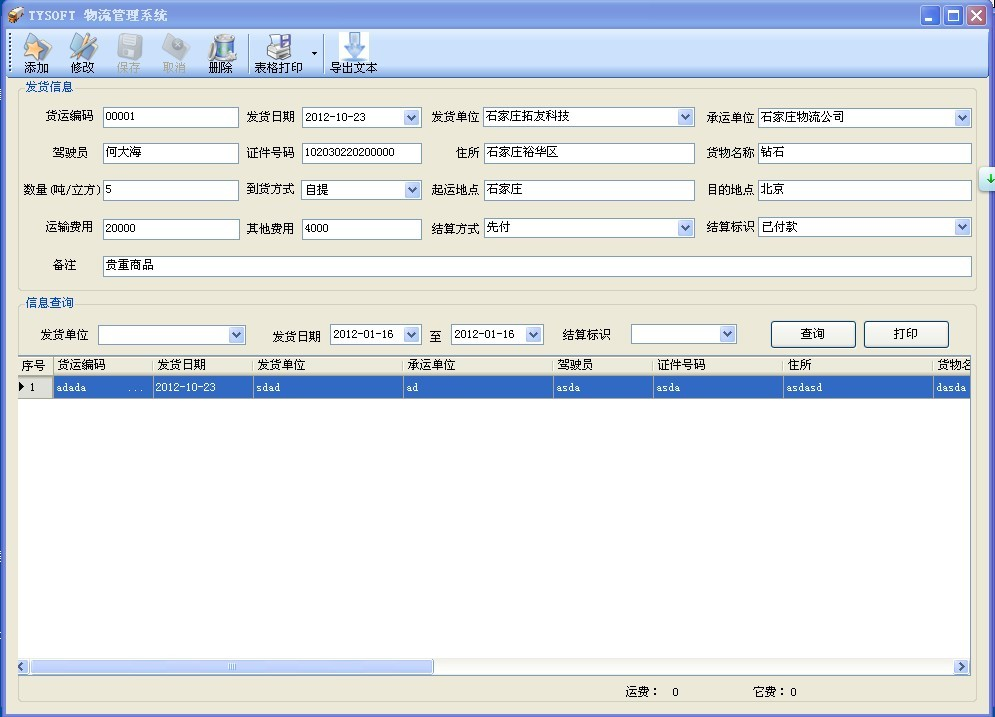 TYSOFT 物流管理系统
添加 修改 保存 取消 删除 表格打印 导出文本
发货信息
货运编码 00001 发货日期 2012-10-23 发货单位 石家庄拓友科技 承运单位 石家庄物流公司
驾驶员 何大海 证件号码 102030220200000 住所 石家庄裕华区 货物名称 钻石
数量(吨/立方) 5 到货方式 自提 起运地点 石家庄 目的地点 北京
运输费用 20000 其他费用 4000 结算方式 先付 结算标识 已付款
备注 贵重商品
信息查询
发货单位 发货日期 2012-01-16 至 2012-01-16 结算标识 查询 打印
序号 货运编码 发货日期 发货单位 承运单位 驾驶员 证件号码 住所 货物名
1 adada ... 2012-10-23 sdad ad asda asda asdasd dasda
运费： 0 它费：0